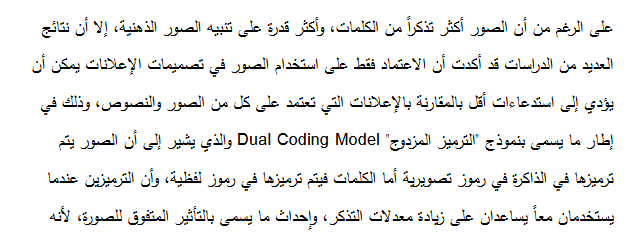 على الرغم من أن الصور أكثر تذكراً من الكلمات، وأكثر قدرة على تنبيه الصور الذهنية، إلا أن نتائج
العديد من الدراسات قد أكدت أن الاعتماد فقط على استخدام الصور في تصميمات الإعلانات يمكن أن
يؤدي إلى استدعاءات أقل بالمقارنة بالإعلانات التي تعتمد على كل من الصور والنصوص، وذلك في
إطار ما يسمى بنموذج "الترميز المزدوج" Dual Coding Model والذي يشير إلى أن الصور يتم
ترميزها في الذاكرة في رموز تصويرية أما الكلمات فيتم ترميزها في رموز لفظية، وأن الترميزين عندما
يستخدمان معاً يساعدان على زيادة معدلات التذكر، وإحداث ما يسمى بالتأثير المتفوق للصورة، لأنه